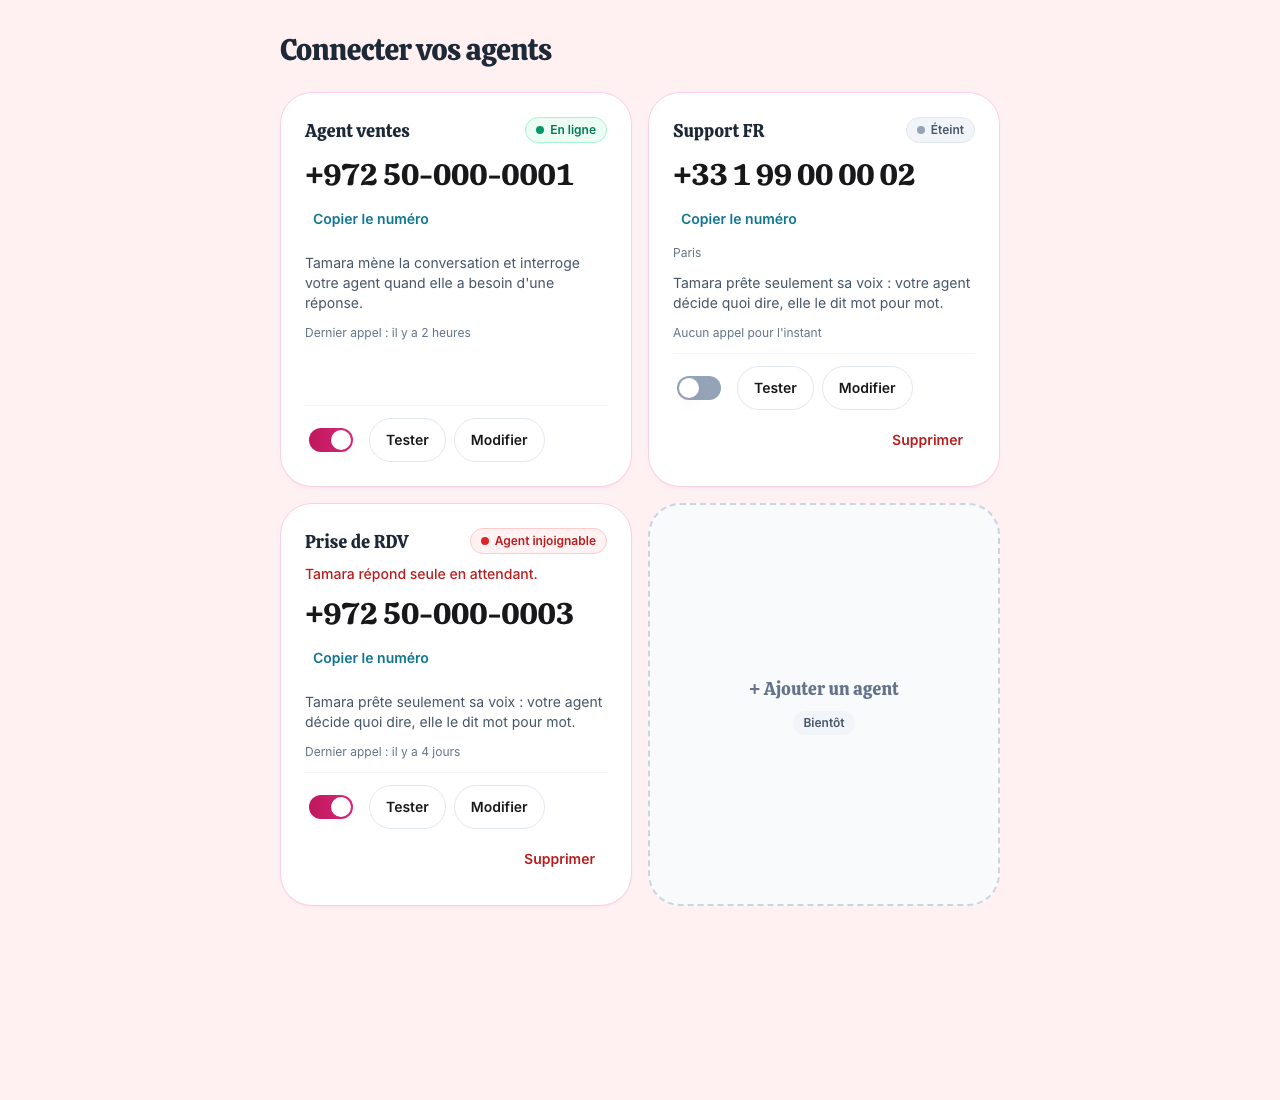 Connecter vos agents
Agent ventes
En ligne
+972 50-000-0001
Copier le numéro
Tamara mène la conversation et interroge
votre agent quand elle a besoin d'une
réponse.
Dernier appel : il y a 2 heures
Tester
Modifier
Support FR
Éteint
+33 1 99 00 00 02
Copier le numéro
Paris
Tamara prête seulement sa voix : votre agent
décide quoi dire, elle le dit mot pour mot.
Aucun appel pour l'instant
Tester
Modifier
Supprimer
Prise de RDV
Agent injoignable
Tamara répond seule en attendant.
+972 50-000-0003
Copier le numéro
Tamara prête seulement sa voix : votre agent
décide quoi dire, elle le dit mot pour mot.
Dernier appel : il y a 4 jours
Tester
Modifier
Supprimer
+ Ajouter un agent
Bientôt